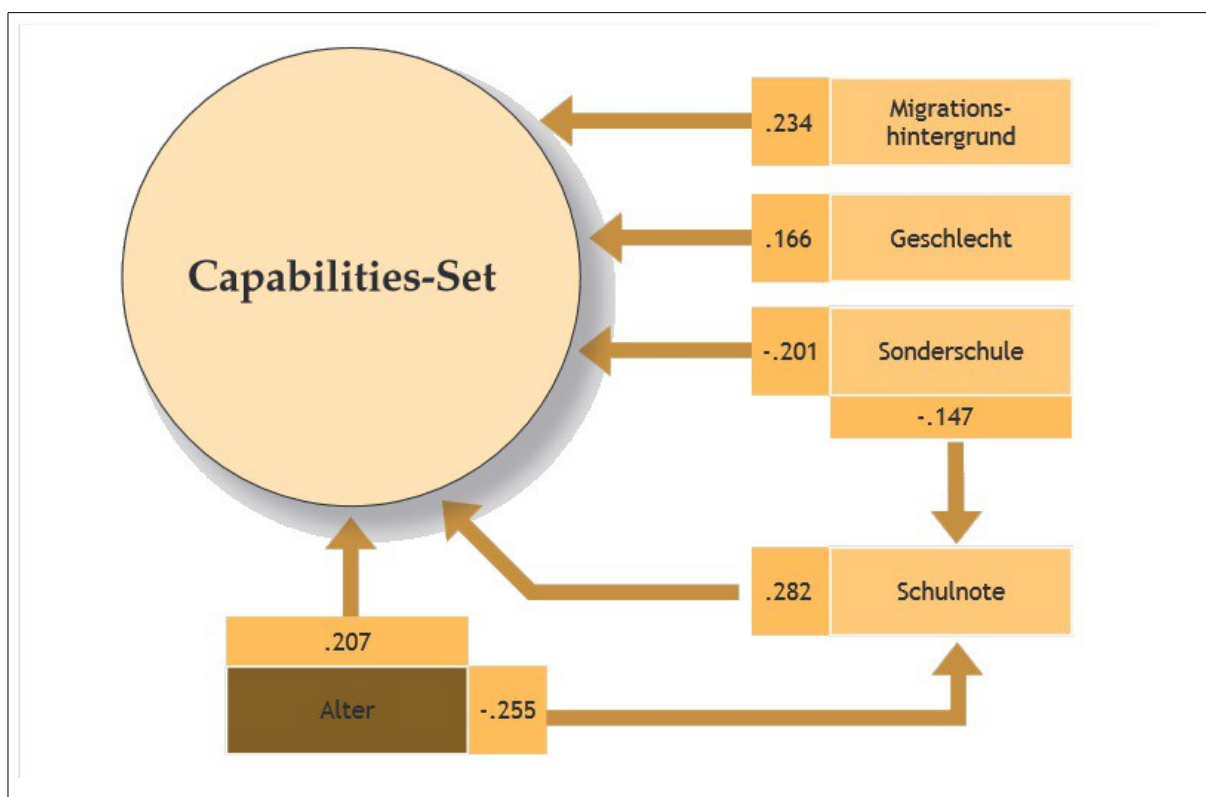 .234
Migrations-
hintergrund
.166
Geschlecht
Capabilities-Set
-.201
Sonderschule
-.147
.282
Schulnote
.207
Alter
-.255